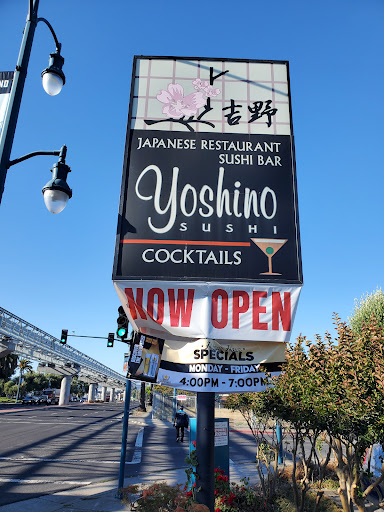 吉野
JAPANESE RESTAURANT
SUSHI BAR
Yoshino
SUSHI
COCKTAILS
NOW OPEN
SPECIALS
MONDAY - FRIDAY
4:00PM - 7:00PM